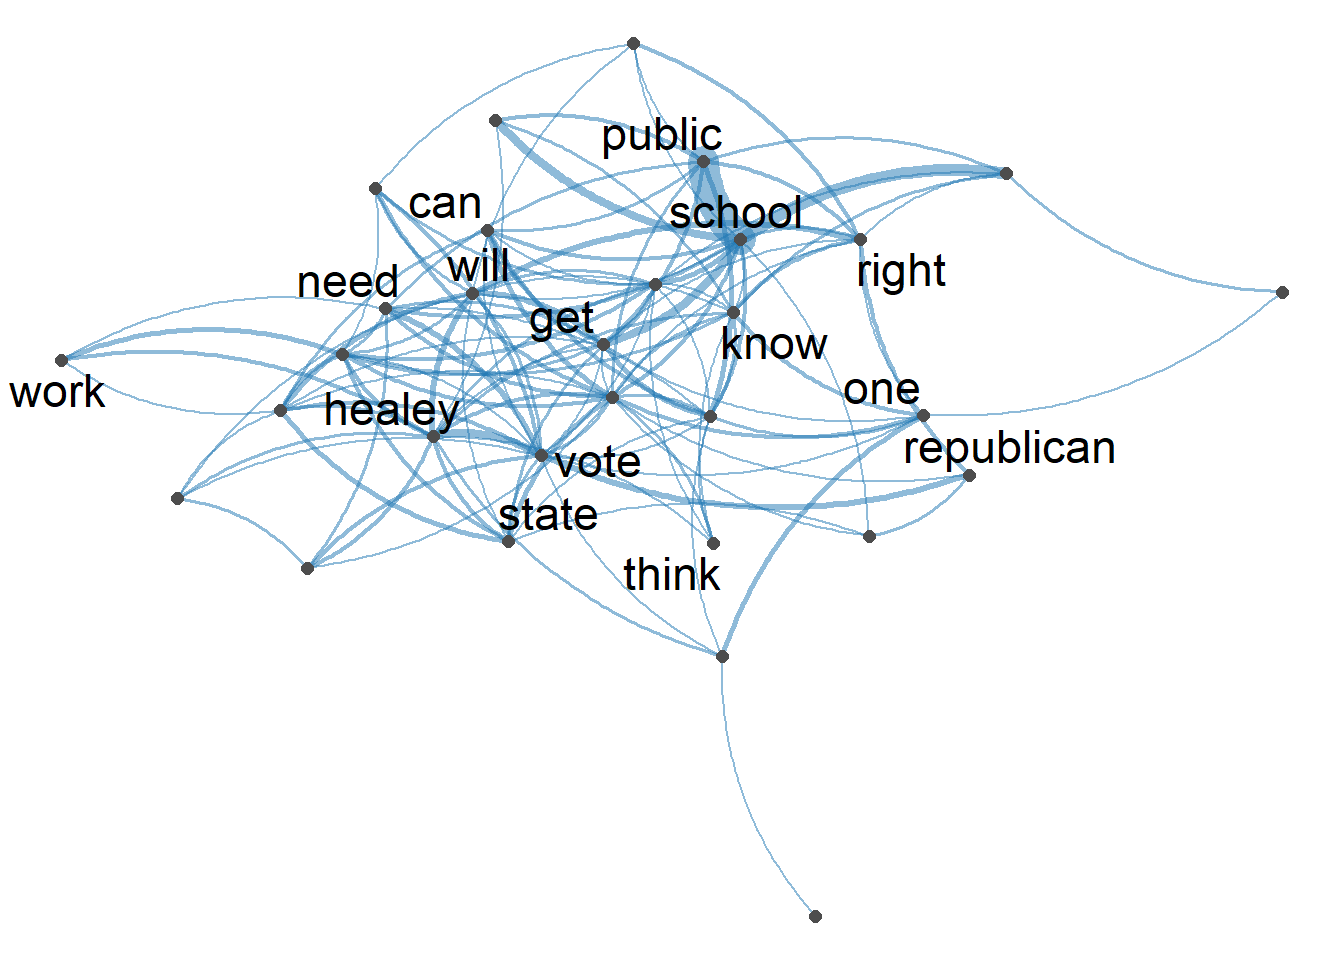 public
can
school
will
need
right
get
know
work
one
healey
republican
vote
state
think